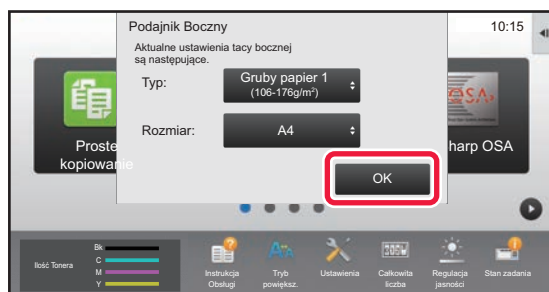 Podajnik Boczny
10:15
Aktualne ustawienia tacy bocznej
są następujące.
Typ:
Gruby papier 1
(106-176g/m²)
Rozmiar:
A4
OK
Proste
kopiowanie
OSA
harp OSA
Ilość Tonera
Bk
C
M
Y
Instrukcja
Obsługi
Tryb
powiększ.
Ustawienia
Całkowita
liczba
Regulacja
jasności
Stan zadania